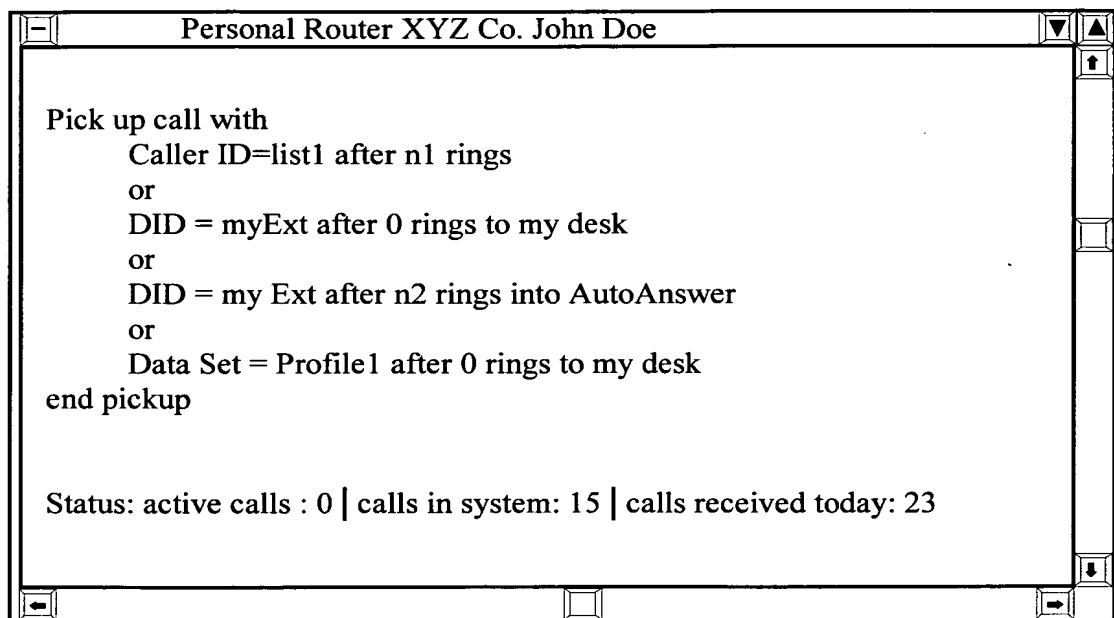 Personal Router XYZ Co. John Doe
Pick up call with
Caller ID=list1 after n1 rings
or
DID = myExt after 0 rings to my desk
or
DID = my Ext after n2 rings into AutoAnswer
or
Data Set = Profile1 after 0 rings to my desk
end pickup
Status: active calls : 0 | calls in system: 15 | calls received today: 23